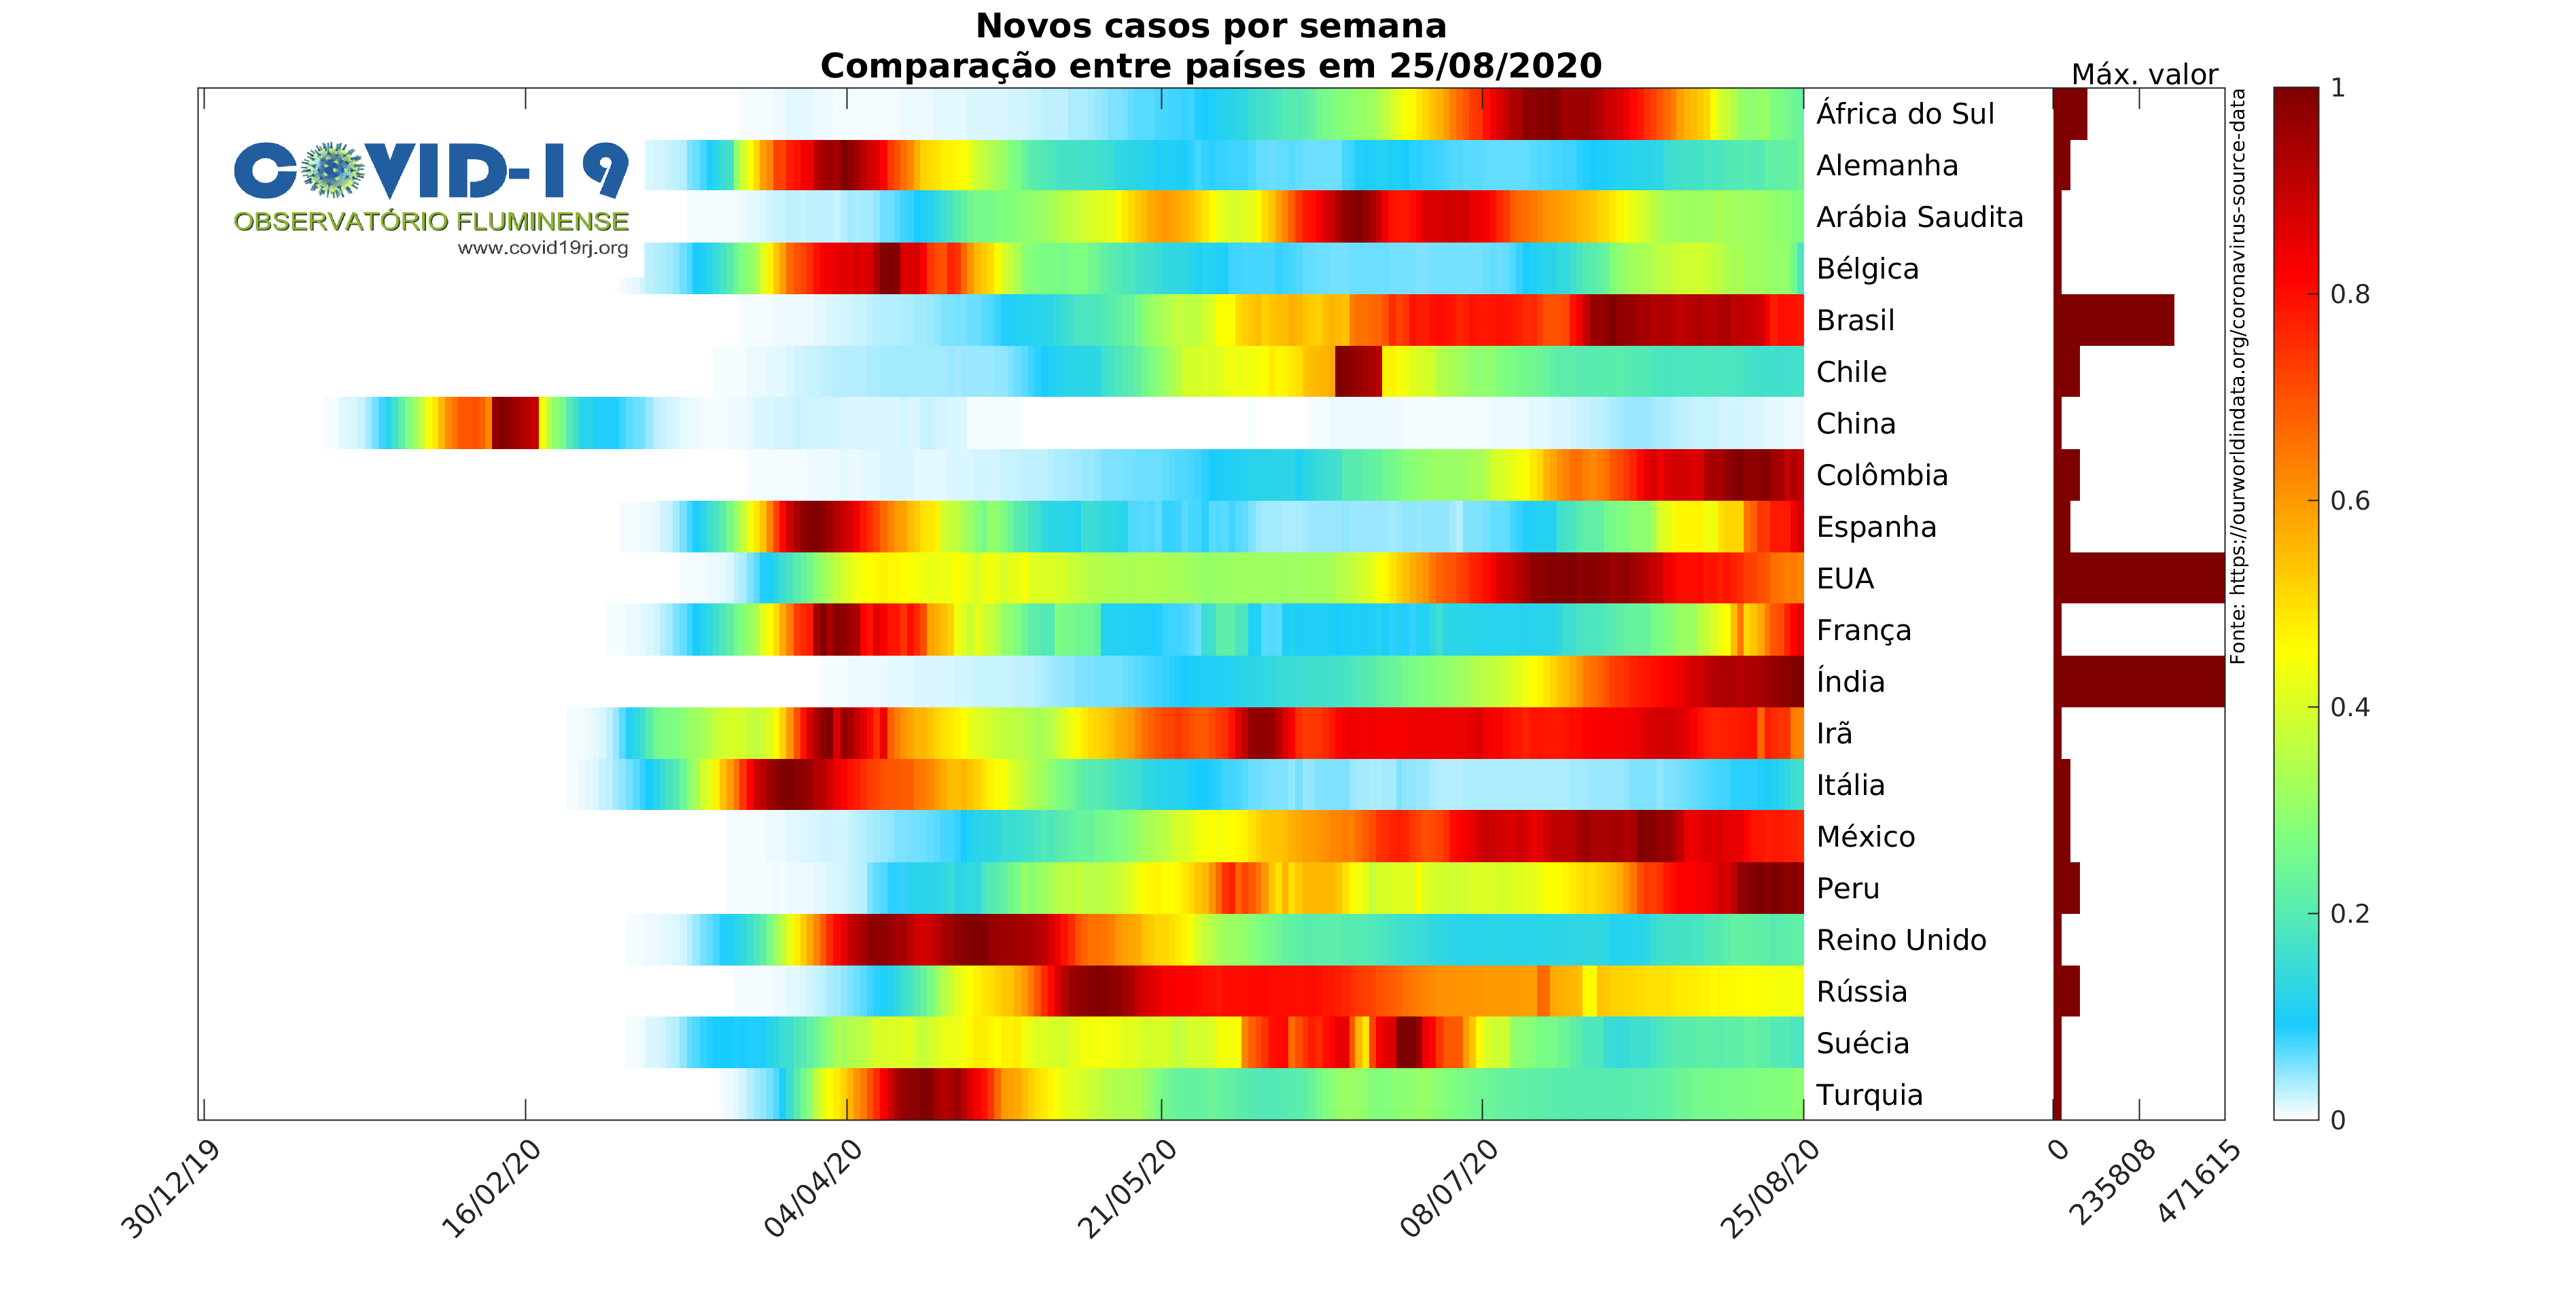 Novos casos por semana
Comparação entre países em 25/08/2020
Máx. valor
COVID-19
OBSERVATÓRIO FLUMINENSE
www.covid19rj.org
África do Sul
Alemanha
Arábia Saudita
Bélgica
Brasil
Chile
China
Colômbia
Espanha
EUA
França
Índia
Irã
Itália
México
Peru
Reino Unido
Rússia
Suécia
Turquia
Fonte: https://ourworldindata.org/coronavirus-source-data
1
0.8
0.6
0.4
0.2
0
30/12/19
16/02/20
04/04/20
21/05/20
08/07/20
25/08/20
0
235808
471615